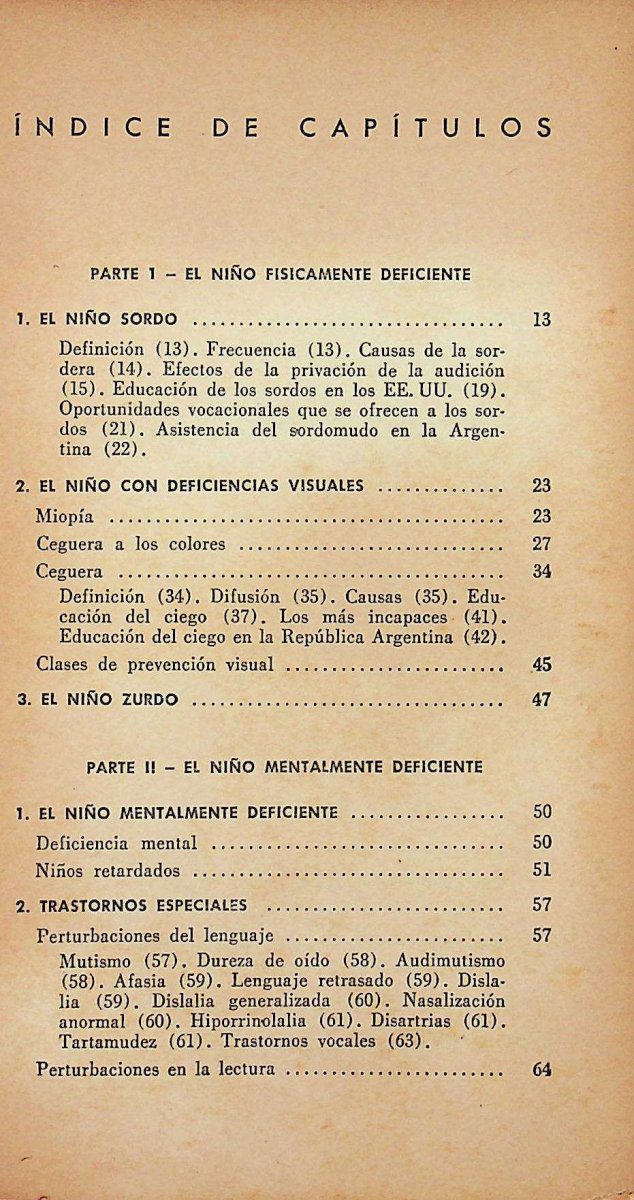 ÍNDICE DE CAPÍTULOS
PARTE I – EL NIÑO FISICAMENTE DEFICIENTE
1. EL NIÑO SORDO .................................. 13
Definición (13). Frecuencia (13). Causas de la sor-
dera (14). Efectos de la privación de la audición
(15). Educación de los sordos en los EE. UU. (19).
Oportunidades vocacionales que se ofrecen a los sor-
dos (21). Asistencia del sordomudo en la Argen-
tina (22).
2. EL NIÑO CON DEFICIENCIAS VISUALES .............. 23
Miopía ........................................... 23
Ceguera a los colores ............................. 27
Ceguera .......................................... 34
Definición (34). Difusión (35). Causas (35). Edu-
cación del ciego (37). Los más incapaces (41).
Educación del ciego en la República Argentina (42).
Clases de prevención visual ........................ 45
3. EL NIÑO ZURDO .................................. 47
PARTE II – EL NIÑO MENTALMENTE DEFICIENTE
1. EL NIÑO MENTALMENTE DEFICIENTE ................. 50
Deficiencia mental ................................ 50
Niños retardados .................................. 51
2. TRASTORNOS ESPECIALES .......................... 57
Perturbaciones del lenguaje ........................ 57
Mutismo (57). Dureza de oído (58). Audimutismo
(58). Afasia (59). Lenguaje retrasado (59). Disla-
lia (59). Dislalia generalizada (60). Nasalización
anormal (60). Hiporrinolalia (61). Disartrias (61).
Tartamudez (61). Trastornos vocales (63).
Perturbaciones en la lectura ........................ 64